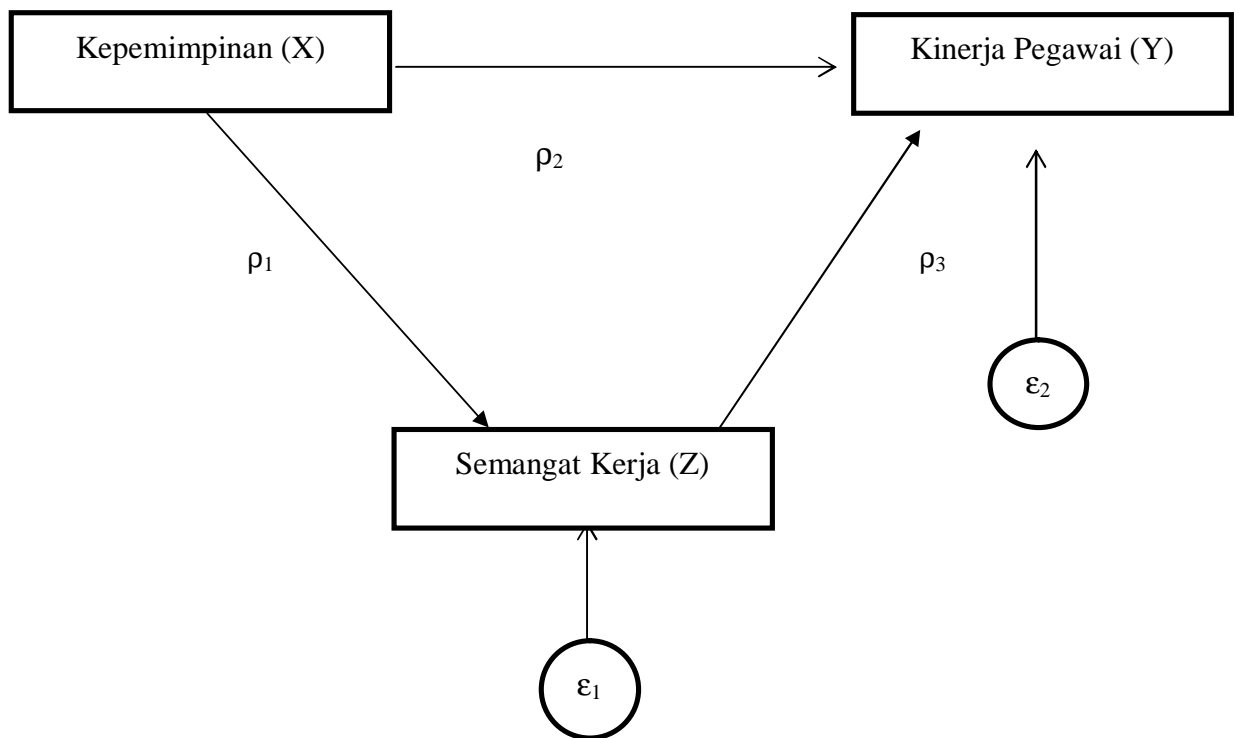 Kepemimpinan (X)
Kinerja Pegawai (Y)
ρ₂
ρ₁
ρ₃
ε₂
Semangat Kerja (Z)
ε₁